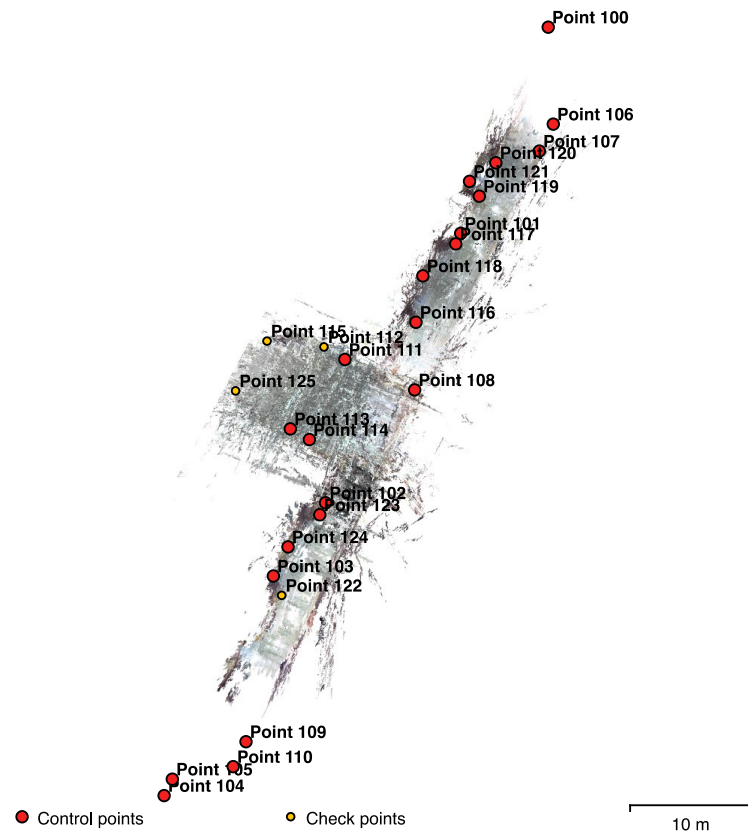 Point 100
Point 106
Point 107
Point 120
Point 121
Point 119
Point 101
Point 117
Point 118
Point 116
Point 115
Point 112
Point 111
Point 125
Point 108
Point 113
Point 114
Point 102
Point 123
Point 124
Point 103
Point 122
Point 109
Point 110
Point 105
Point 104
Control points
Check points
10 m